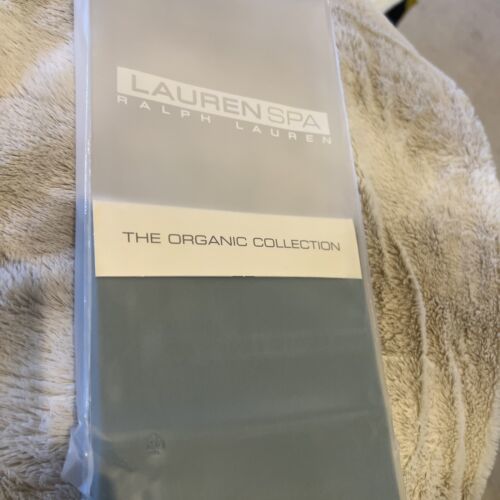 LAUREN SPA
RALPH LAUREN
THE ORGANIC COLLECTION